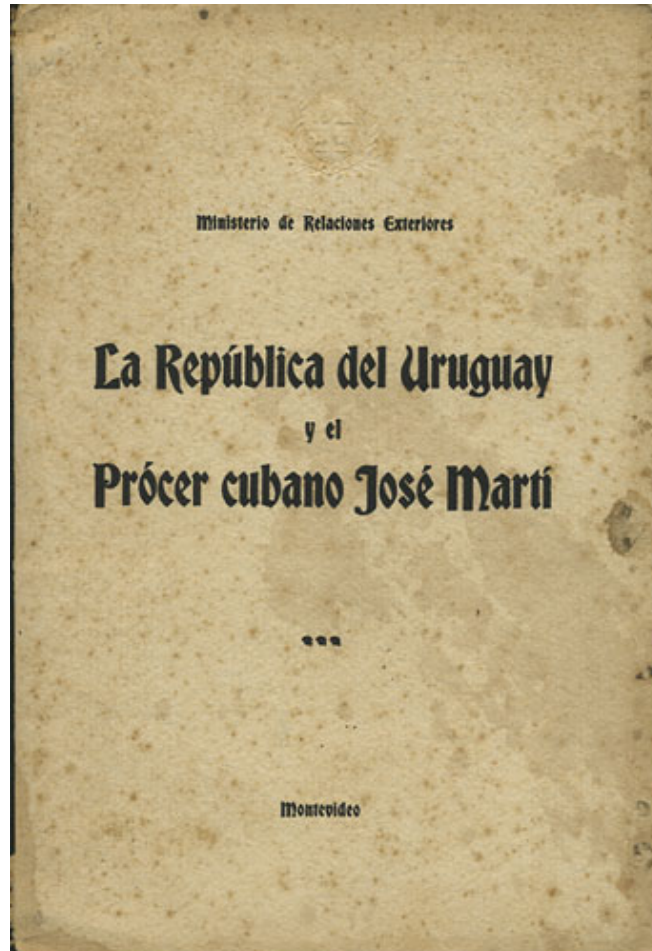 Ministerio de Relaciones Exteriores
La República del Uruguay
y el
Prócer cubano José Martí
Montevideo